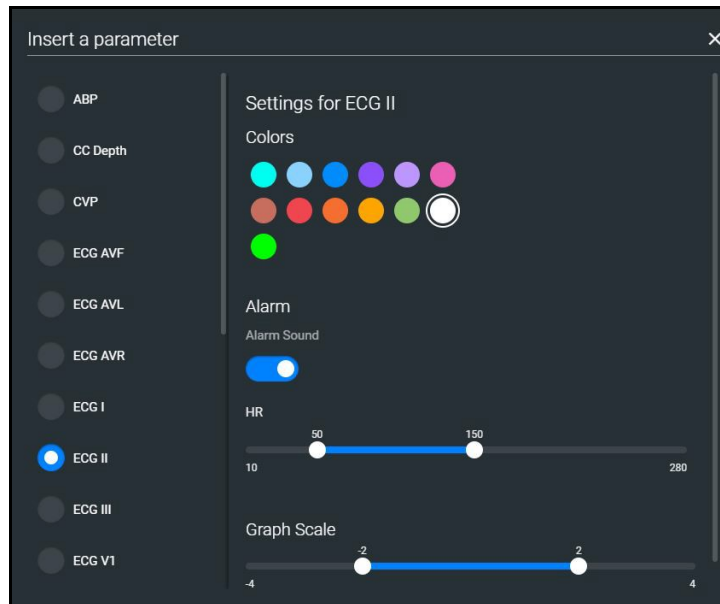 Insert a parameter
ABP
CC Depth
CVP
ECG AVF
ECG AVL
ECG AVR
ECG I
ECG II
ECG III
ECG V1
Settings for ECG II
Colors
Alarm
Alarm Sound
HR
50 150
10 280
Graph Scale
-2 2
-4 4